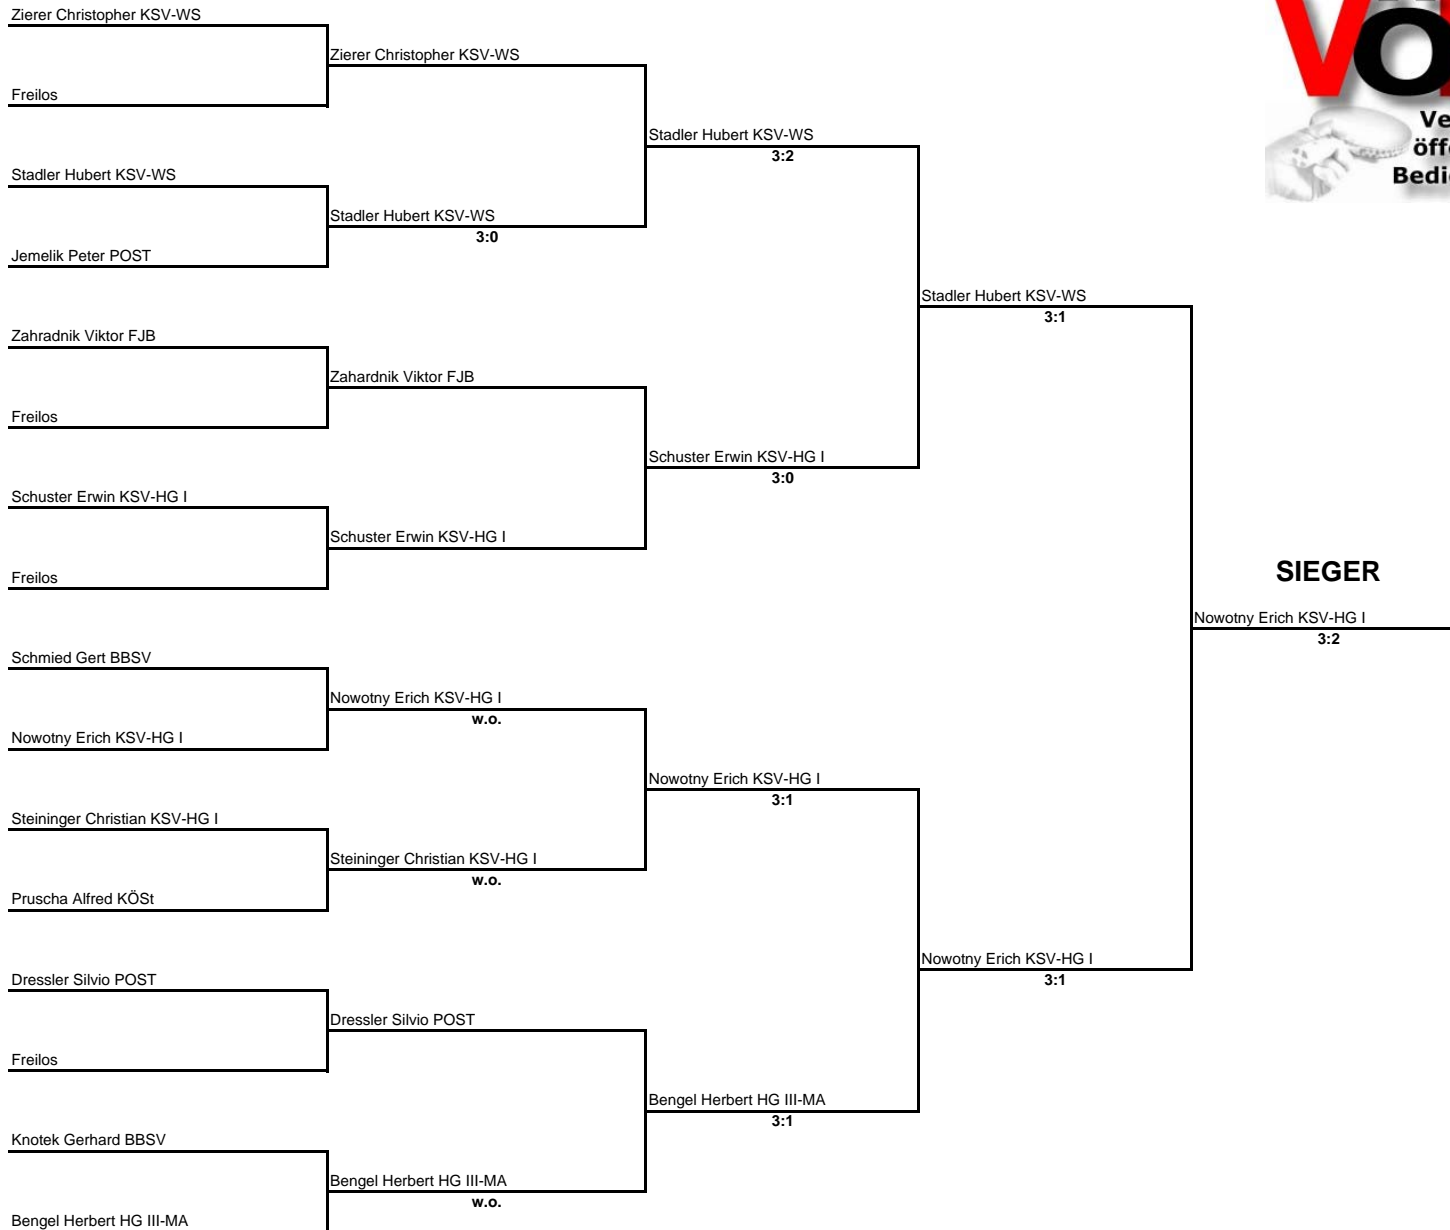 Zierer Christopher KSV-WS
Freilos
Stadler Hubert KSV-WS
Jemelik Peter POST
Zahradnik Viktor FJB
Freilos
Schuster Erwin KSV-HG I
Freilos
Schmied Gert BBSV
Nowotny Erich KSV-HG I
Steininger Christian KSV-HG I
Pruscha Alfred KÖSt
Dressler Silvio POST
Freilos
Knotek Gerhard BBSV
Bengel Herbert HG III-MA
Zierer Christopher KSV-WS
Stadler Hubert KSV-WS
3:0
Zahardnik Viktor FJB
Schuster Erwin KSV-HG I
Nowotny Erich KSV-HG I
w.o.
Steininger Christian KSV-HG I
w.o.
Dressler Silvio POST
Bengel Herbert HG III-MA
w.o.
Stadler Hubert KSV-WS
3:2
Schuster Erwin KSV-HG I
3:0
Nowotny Erich KSV-HG I
3:1
Bengel Herbert HG III-MA
3:1
Stadler Hubert KSV-WS
3:1
Nowotny Erich KSV-HG I
3:1
SIEGER
Nowotny Erich KSV-HG I
3:2